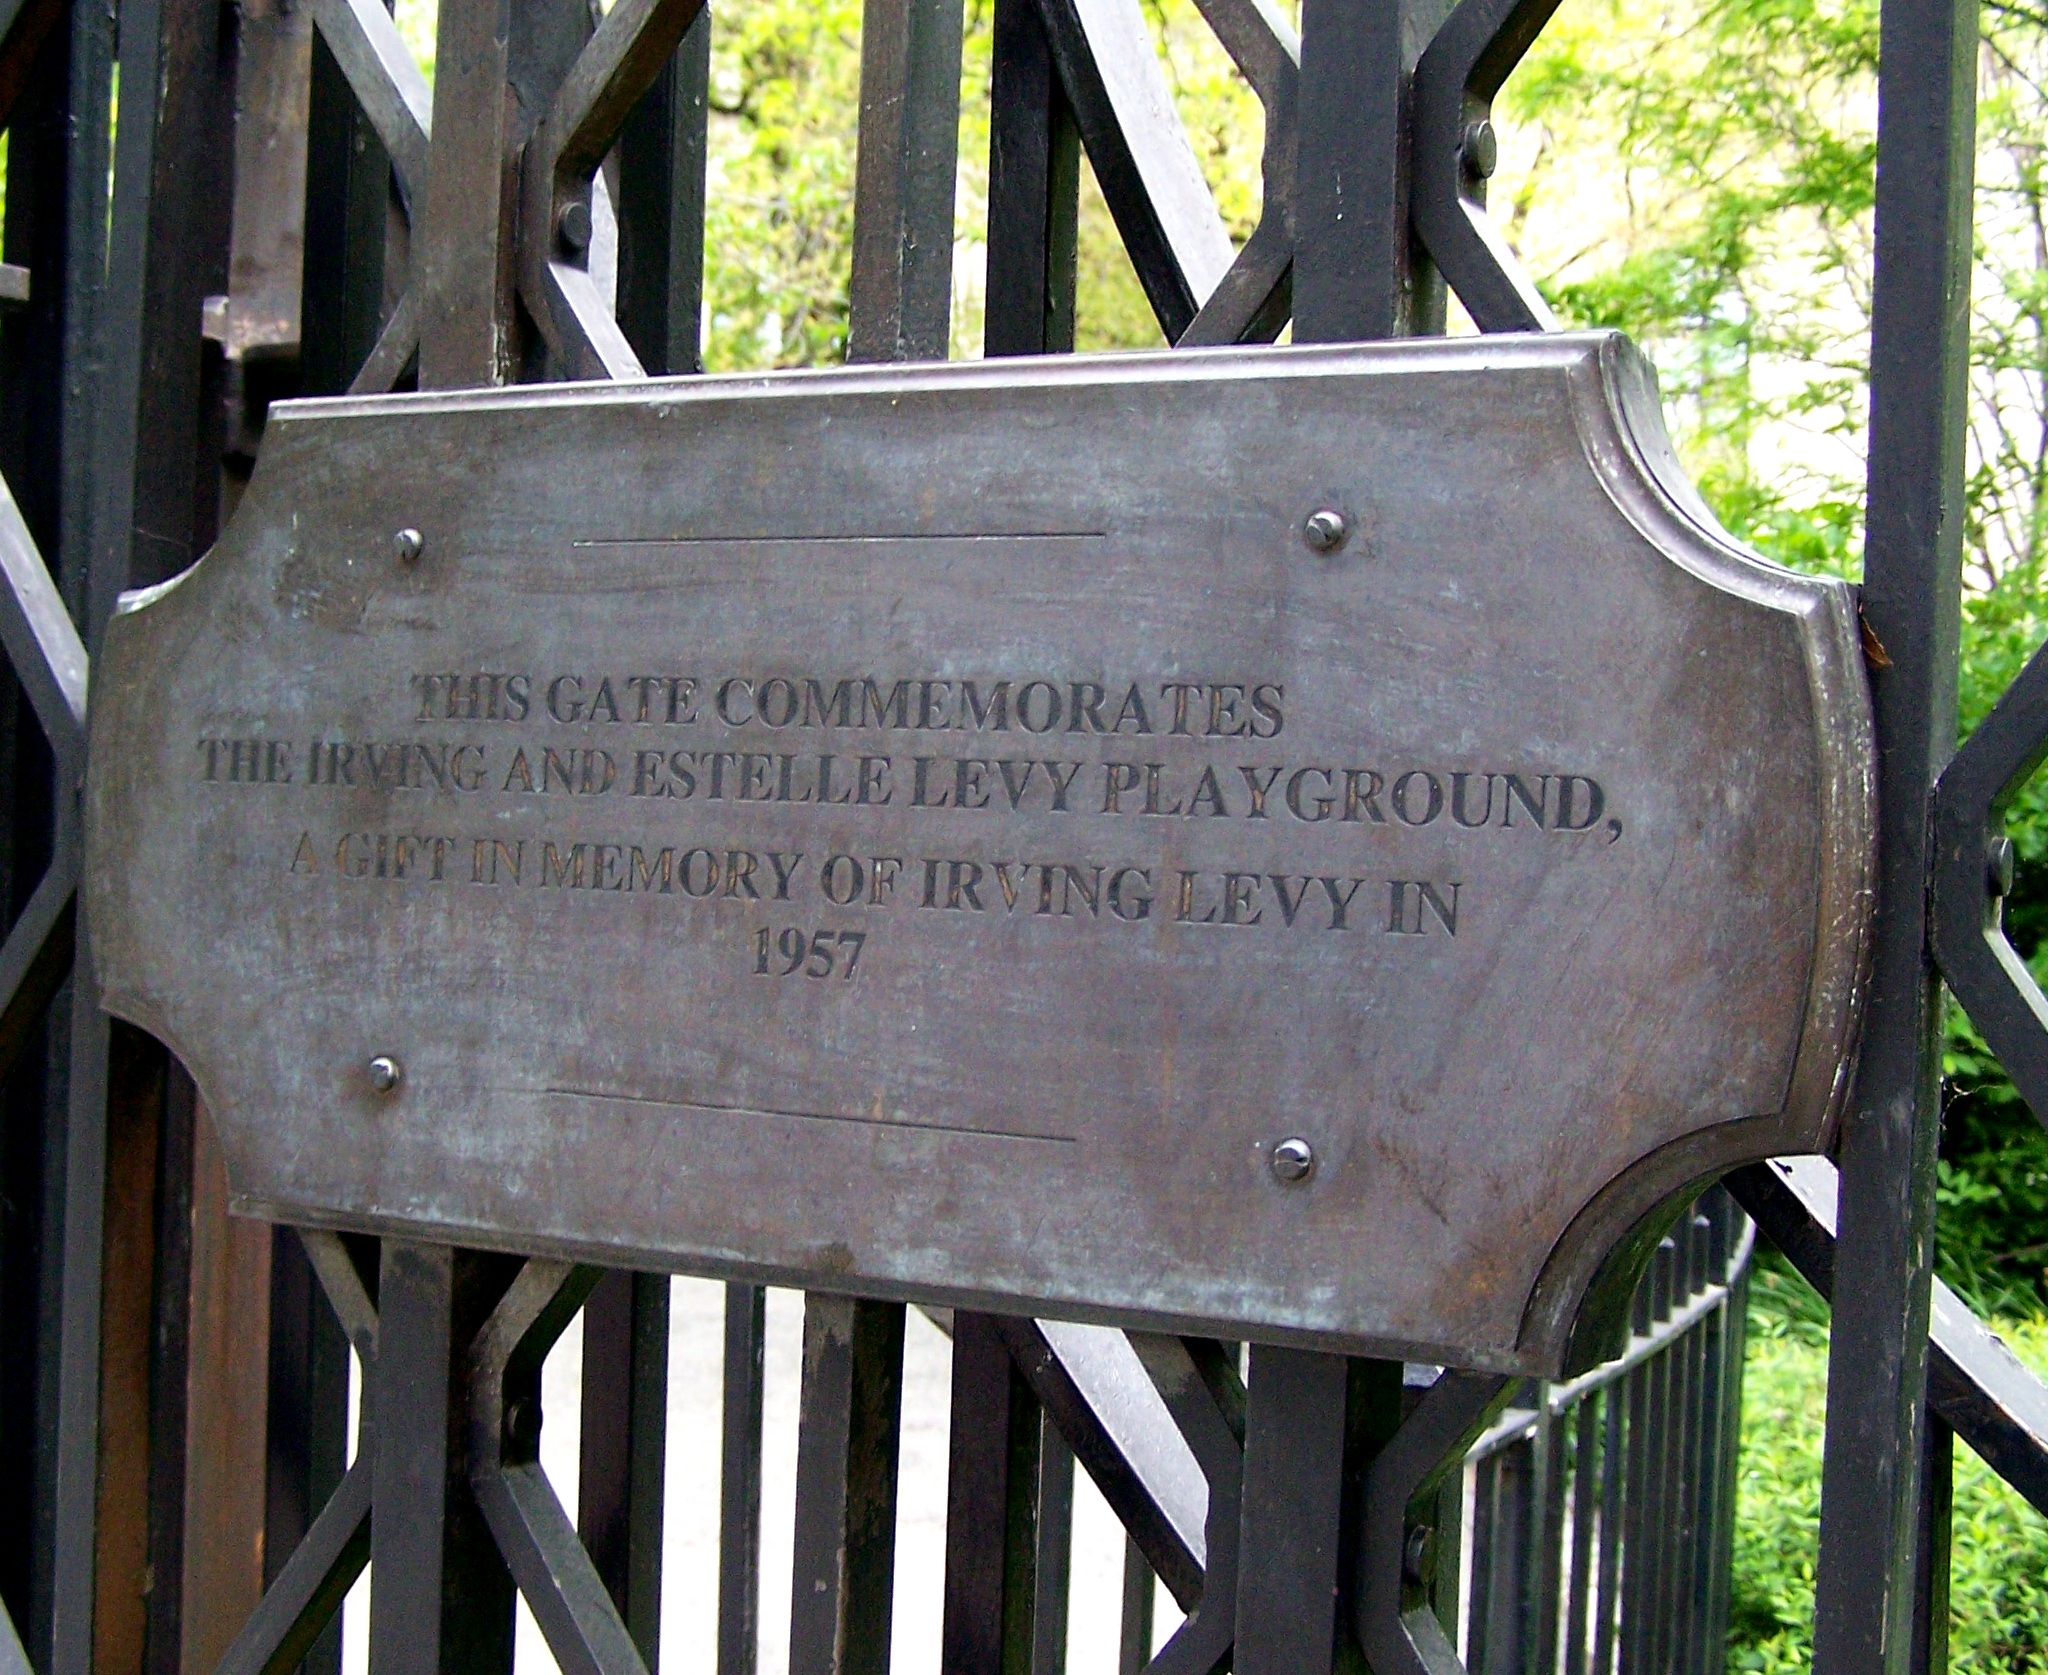 THIS GATE COMMEMORATES
THE IRVING AND ESTELLE LEVY PLAYGROUND,
A GIFT IN MEMORY OF IRVING LEVY IN
1957